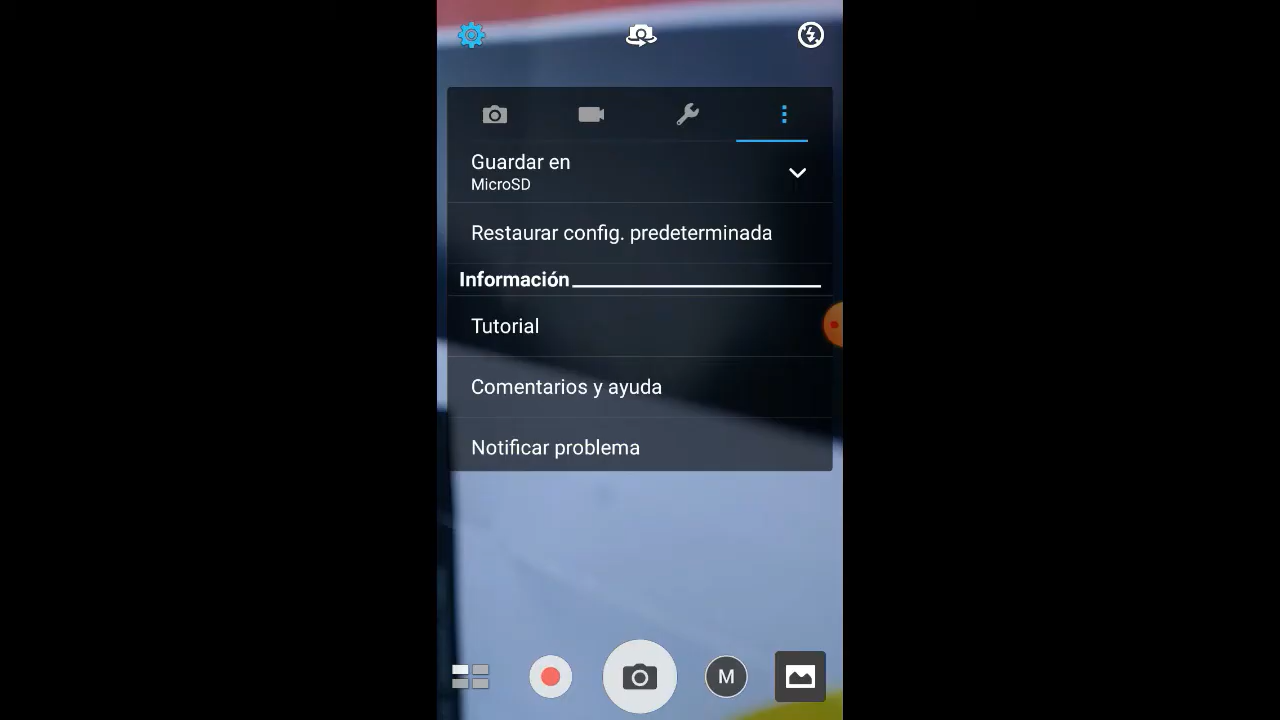 Guardar en
MicroSD
Restaurar config. predeterminada
Información
Tutorial
Comentarios y ayuda
Notificar problema
M